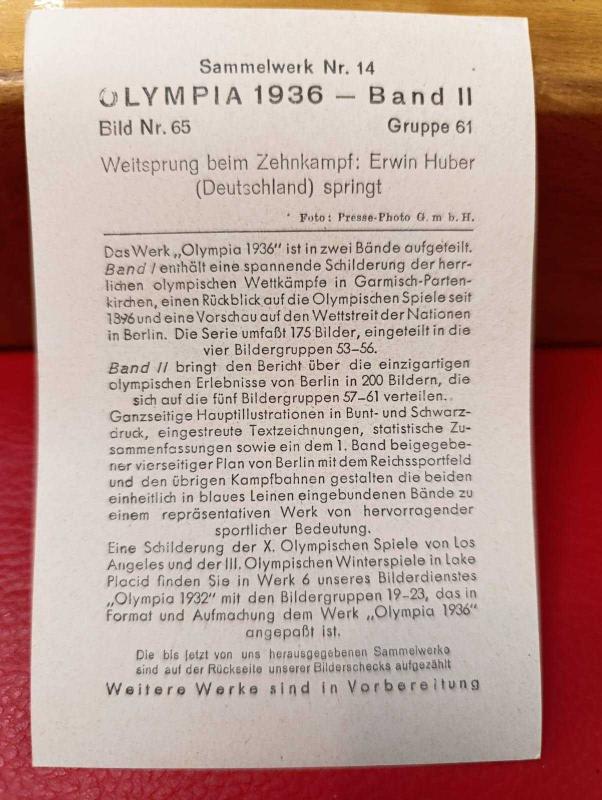 Sammelwerk Nr. 14
OLYMPIA 1936 — Band II
Bild Nr. 65 Gruppe 61
Weitsprung beim Zehnkampf: Erwin Huber
(Deutschland) springt
Foto: Presse-Photo G. m b. H.
Das Werk „Olympia 1936“ ist in zwei Bände aufgeteilt.
Band I enthält eine spannende Schilderung der herr-
lichen olympischen Wettkämpfe in Garmisch-Parten-
kirchen, einen Rückblick auf die Olympischen Spiele seit
1896 und eine Vorschau auf den Wettstreit der Nationen
in Berlin. Die Serie umfaßt 175 Bilder, eingeteilt in die
vier Bildergruppen 53–56.
Band II bringt den Bericht über die einzigartigen
olympischen Erlebnisse von Berlin in 200 Bildern, die
sich auf die fünf Bildergruppen 57–61 verteilen.
Ganzseitige Hauptillustrationen in Bunt- und Schwarz-
druck, eingestreute Textzeichnungen, statistische Zu-
sammenfassungen sowie ein dem 1. Band beigegebe-
ner vierseitiger Plan von Berlin mit dem Reichssportfeld
und den übrigen Kampfbahnen gestalten die beiden
einheitlich in blaues Leinen eingebundenen Bände zu
einem repräsentativen Werk von hervorragender
sportlicher Bedeutung.
Eine Schilderung der X. Olympischen Spiele von Los
Angeles und der III. Olympischen Winterspiele in Lake
Placid finden Sie in Werk 6 unseres Bilderdienstes
„Olympia 1932“ mit den Bildergruppen 19–23, das in
Format und Aufmachung dem Werk „Olympia 1936“
angepaßt ist.
Die bis jetzt von uns herausgegebenen Sammelwerke
sind auf der Rückseite unserer Bilderschecks aufgezählt
Weitere Werke sind in Vorbereitung